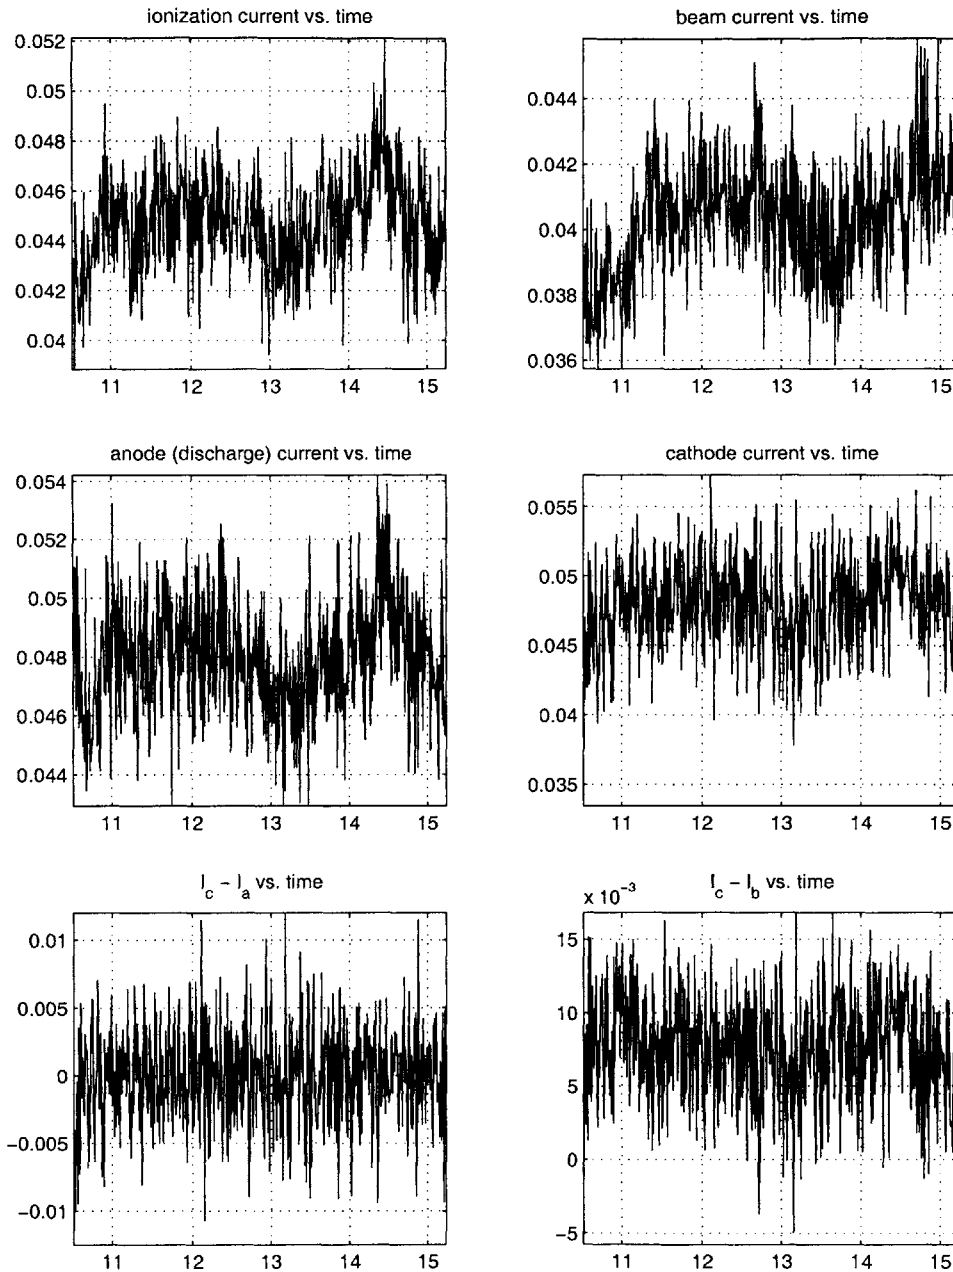 ionization current vs. time
0.052
0.05
0.048
0.046
0.044
0.042
0.04
11 12 13 14 15
beam current vs. time
0.044
0.042
0.04
0.038
0.036
11 12 13 14 15
anode (discharge) current vs. time
0.054
0.052
0.05
0.048
0.046
0.044
11 12 13 14 15
cathode current vs. time
0.055
0.05
0.045
0.04
0.035
11 12 13 14 15
I_c − I_a vs. time
0.01
0.005
0
−0.005
−0.01
11 12 13 14 15
I_c − I_b vs. time
x 10^-3
15
10
5
0
−5
11 12 13 14 15